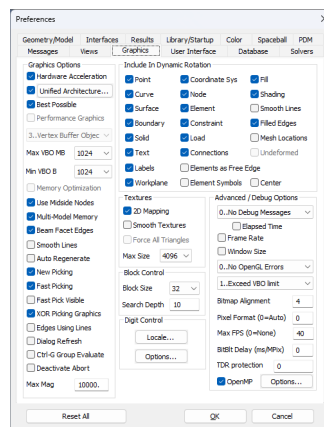 Preferences
Geometry/Model Interfaces Results Library/Startup Color Spaceball PDM
Messages Views Graphics User Interface Database Solvers
Graphics Options
Hardware Acceleration
Unified Architecture...
Best Possible
Performance Graphics
3..Vertex Buffer Objec
Max VBO MB 1024
Min VBO B 1024
Memory Optimization
Use Midside Nodes
Multi-Model Memory
Beam Facet Edges
Smooth Lines
Auto Regenerate
New Picking
Fast Picking
Fast Pick Visible
XOR Picking Graphics
Edges Using Lines
Dialog Refresh
Ctrl-G Group Evaluate
Deactivate Abort
Max Mag 10000.
Include In Dynamic Rotation
Point Coordinate Sys Fill
Curve Node Shading
Surface Element Smooth Lines
Boundary Constraint Filled Edges
Solid Load Mesh Locations
Text Connections Undeformed
Labels Elements as Free Edge
Workplane Element Symbols Center
Textures
2D Mapping
Smooth Textures
Force All Triangles
Max Size 4096
Block Control
Block Size 32
Search Depth 10
Digit Control
Locale...
Options...
Advanced / Debug Options
0..No Debug Messages
Elapsed Time
Frame Rate
Window Size
0..No OpenGL Errors
1..Exceed VBO limit
Bitmap Alignment 4
Pixel Format (0=Auto) 0
Max FPS (0=None) 40
BitBlt Delay (ms/MPix) 0
TDR protection 0
OpenMP Options...
Reset All OK Cancel